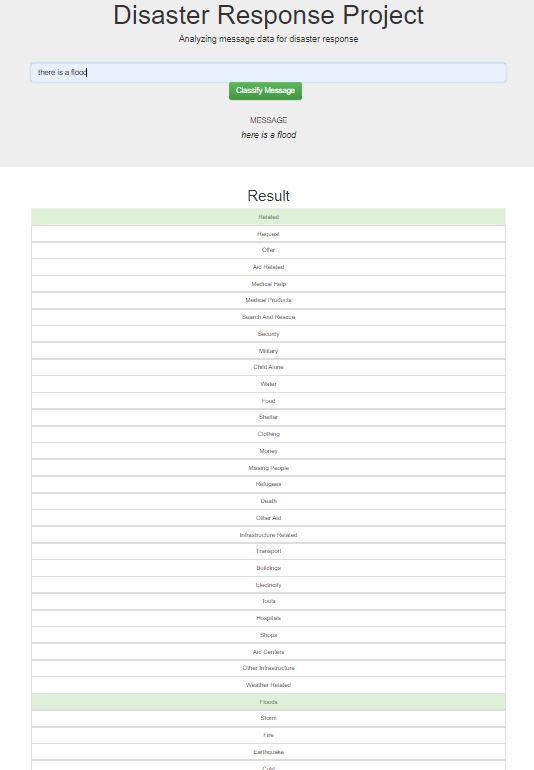 Disaster Response Project
Analyzing message data for disaster response
there is a flood
Classify Message
MESSAGE
here is a flood
Result
Related
Request
Offer
Aid Related
Medical Help
Medical Products
Search And Rescue
Security
Military
Child Alone
Water
Food
Shelter
Clothing
Money
Missing People
Refugees
Death
Other Aid
Infrastructure Related
Transport
Buildings
Electricity
Tools
Hospitals
Shops
Aid Centers
Other Infrastructure
Weather Related
Floods
Storm
Fire
Earthquake
Cold